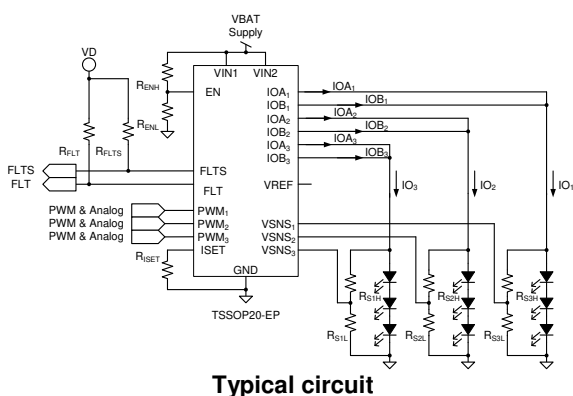 VBAT
Supply
VD
VIN1 VIN2
RENH
EN
RENL
RFLT RFLTS
FLTS
FLT
FLTS
FLT
PWM & Analog
PWM & Analog
PWM & Analog
PWM1
PWM2
PWM3
ISET
RISET
GND
TSSOP20-EP
IOA1
IOB1
IOA2
IOB2
IOA3
IOB3
VREF
VSNS1
VSNS2
VSNS3
IOA1
IOB1
IOA2
IOB2
IOA3
IOB3
IO3 IO2 IO1
RS1H RS2H RS3H
RS1L RS2L RS3L
Typical circuit